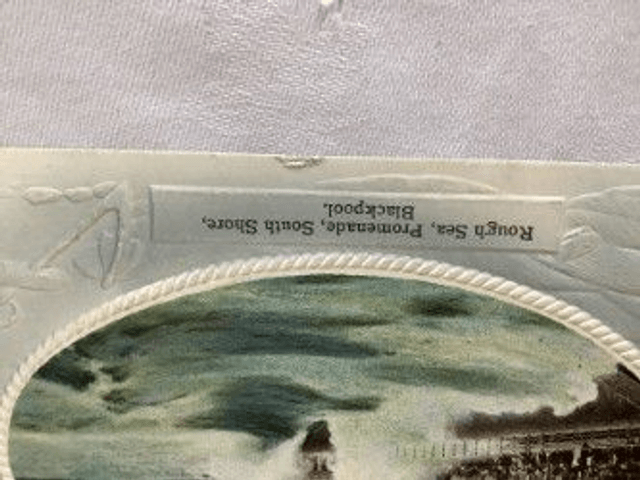 Rough Sea, Promenade, South Shore,
Blackpool.